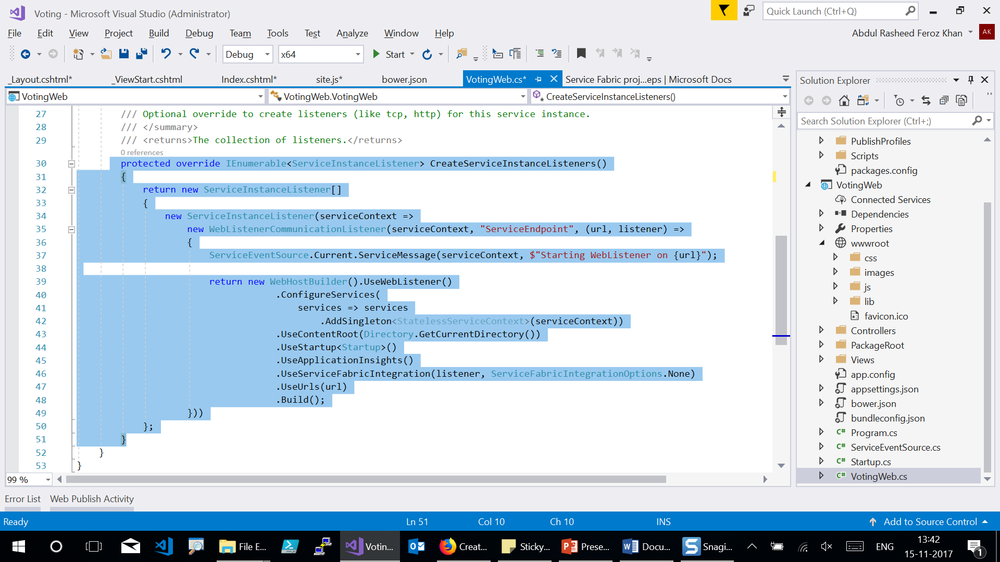 Voting - Microsoft Visual Studio (Administrator)
Quick Launch (Ctrl+Q)
File Edit View Project Build Debug Team Tools Test Analyze Window Help
Abdul Rasheed Feroz Khan AK
Debug x64 Start
_Layout.cshtml* _ViewStart.cshtml Index.cshtml* site.js* bower.json VotingWeb.cs* Service Fabric proj...eps | Microsoft Docs
VotingWeb VotingWeb.VotingWeb CreateServiceInstanceListeners()
27 /// Optional override to create listeners (like tcp, http) for this service instance.
28 /// </summary>
29 /// <returns>The collection of listeners.</returns>
0 references
30 protected override IEnumerable<ServiceInstanceListener> CreateServiceInstanceListeners()
31 {
32 return new ServiceInstanceListener[]
33 {
34 new ServiceInstanceListener(serviceContext =>
35 new WebListenerCommunicationListener(serviceContext, "ServiceEndpoint", (url, listener) =>
36 {
37 ServiceEventSource.Current.ServiceMessage(serviceContext, $"Starting WebListener on {url}");
38
39 return new WebHostBuilder().UseWebListener()
40 .ConfigureServices(
41 services => services
42 .AddSingleton<StatelessServiceContext>(serviceContext))
43 .UseContentRoot(Directory.GetCurrentDirectory())
44 .UseStartup<Startup>()
45 .UseApplicationInsights()
46 .UseServiceFabricIntegration(listener, ServiceFabricIntegrationOptions.None)
47 .UseUrls(url)
48 .Build();
49 }))
50 };
51 }
52 }
53 }
99 %
Solution Explorer
Search Solution Explorer (Ctrl+;)
PublishProfiles
Scripts
packages.config
VotingWeb
Connected Services
Dependencies
Properties
wwwroot
css
images
js
lib
favicon.ico
Controllers
PackageRoot
Views
app.config
appsettings.json
bower.json
bundleconfig.json
C# Program.cs
C# ServiceEventSource.cs
C# Startup.cs
C# VotingWeb.cs
Error List Web Publish Activity
Ready Ln 51 Col 10 Ch 10 INS Add to Source Control
File E... Votin... Creat... Sticky... Prese... Docu... Snagi... ENG
13:42
15-11-2017
1